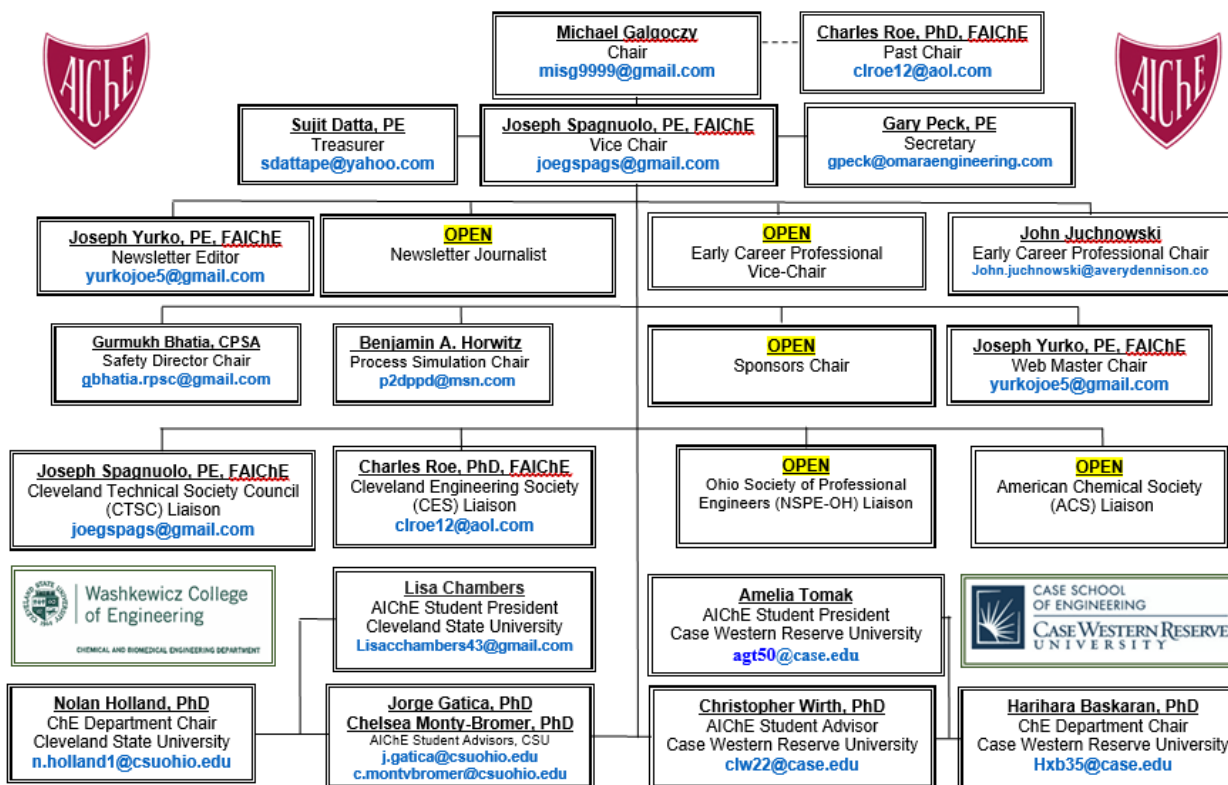 AIChE
Michael Galgoczy
Chair
misg9999@gmail.com
Charles Roe, PhD, FAIChE
Past Chair
clroe12@aol.com
AIChE
Sujit Datta, PE
Treasurer
sdattape@yahoo.com
Joseph Spagnuolo, PE, FAIChE
Vice Chair
joegspags@gmail.com
Gary Peck, PE
Secretary
gpeck@omaraengineering.com
Joseph Yurko, PE, FAIChE
Newsletter Editor
yurkojoe5@gmail.com
OPEN
Newsletter Journalist
OPEN
Early Career Professional
Vice-Chair
John Juchnowski
Early Career Professional Chair
John.juchnowski@averydennison.co
Gurmukh Bhatia, CPSA
Safety Director Chair
gbhatia.rpsc@gmail.com
Benjamin A. Horwitz
Process Simulation Chair
p2dppd@msn.com
OPEN
Sponsors Chair
Joseph Yurko, PE, FAIChE
Web Master Chair
yurkojoe5@gmail.com
Joseph Spagnuolo, PE, FAIChE
Cleveland Technical Society Council
(CTSC) Liaison
joegspags@gmail.com
Charles Roe, PhD, FAIChE
Cleveland Engineering Society
(CES) Liaison
clroe12@aol.com
OPEN
Ohio Society of Professional
Engineers (NSPE-OH) Liaison
OPEN
American Chemical Society
(ACS) Liaison
Washkewicz College
of Engineering
CHEMICAL AND BIOMEDICAL ENGINEERING DEPARTMENT
Lisa Chambers
AIChE Student President
Cleveland State University
Lisacchambers43@gmail.com
Amelia Tomak
AIChE Student President
Case Western Reserve University
agt50@case.edu
CASE SCHOOL
OF ENGINEERING
CASE WESTERN RESERVE
UNIVERSITY
Nolan Holland, PhD
ChE Department Chair
Cleveland State University
n.holland1@csuohio.edu
Jorge Gatica, PhD
Chelsea Monty-Bromer, PhD
AIChE Student Advisors, CSU
j.gatica@csuohio.edu
c.montybromer@csuohio.edu
Christopher Wirth, PhD
AIChE Student Advisor
Case Western Reserve University
clw22@case.edu
Harihara Baskaran, PhD
ChE Department Chair
Case Western Reserve University
Hxb35@case.edu